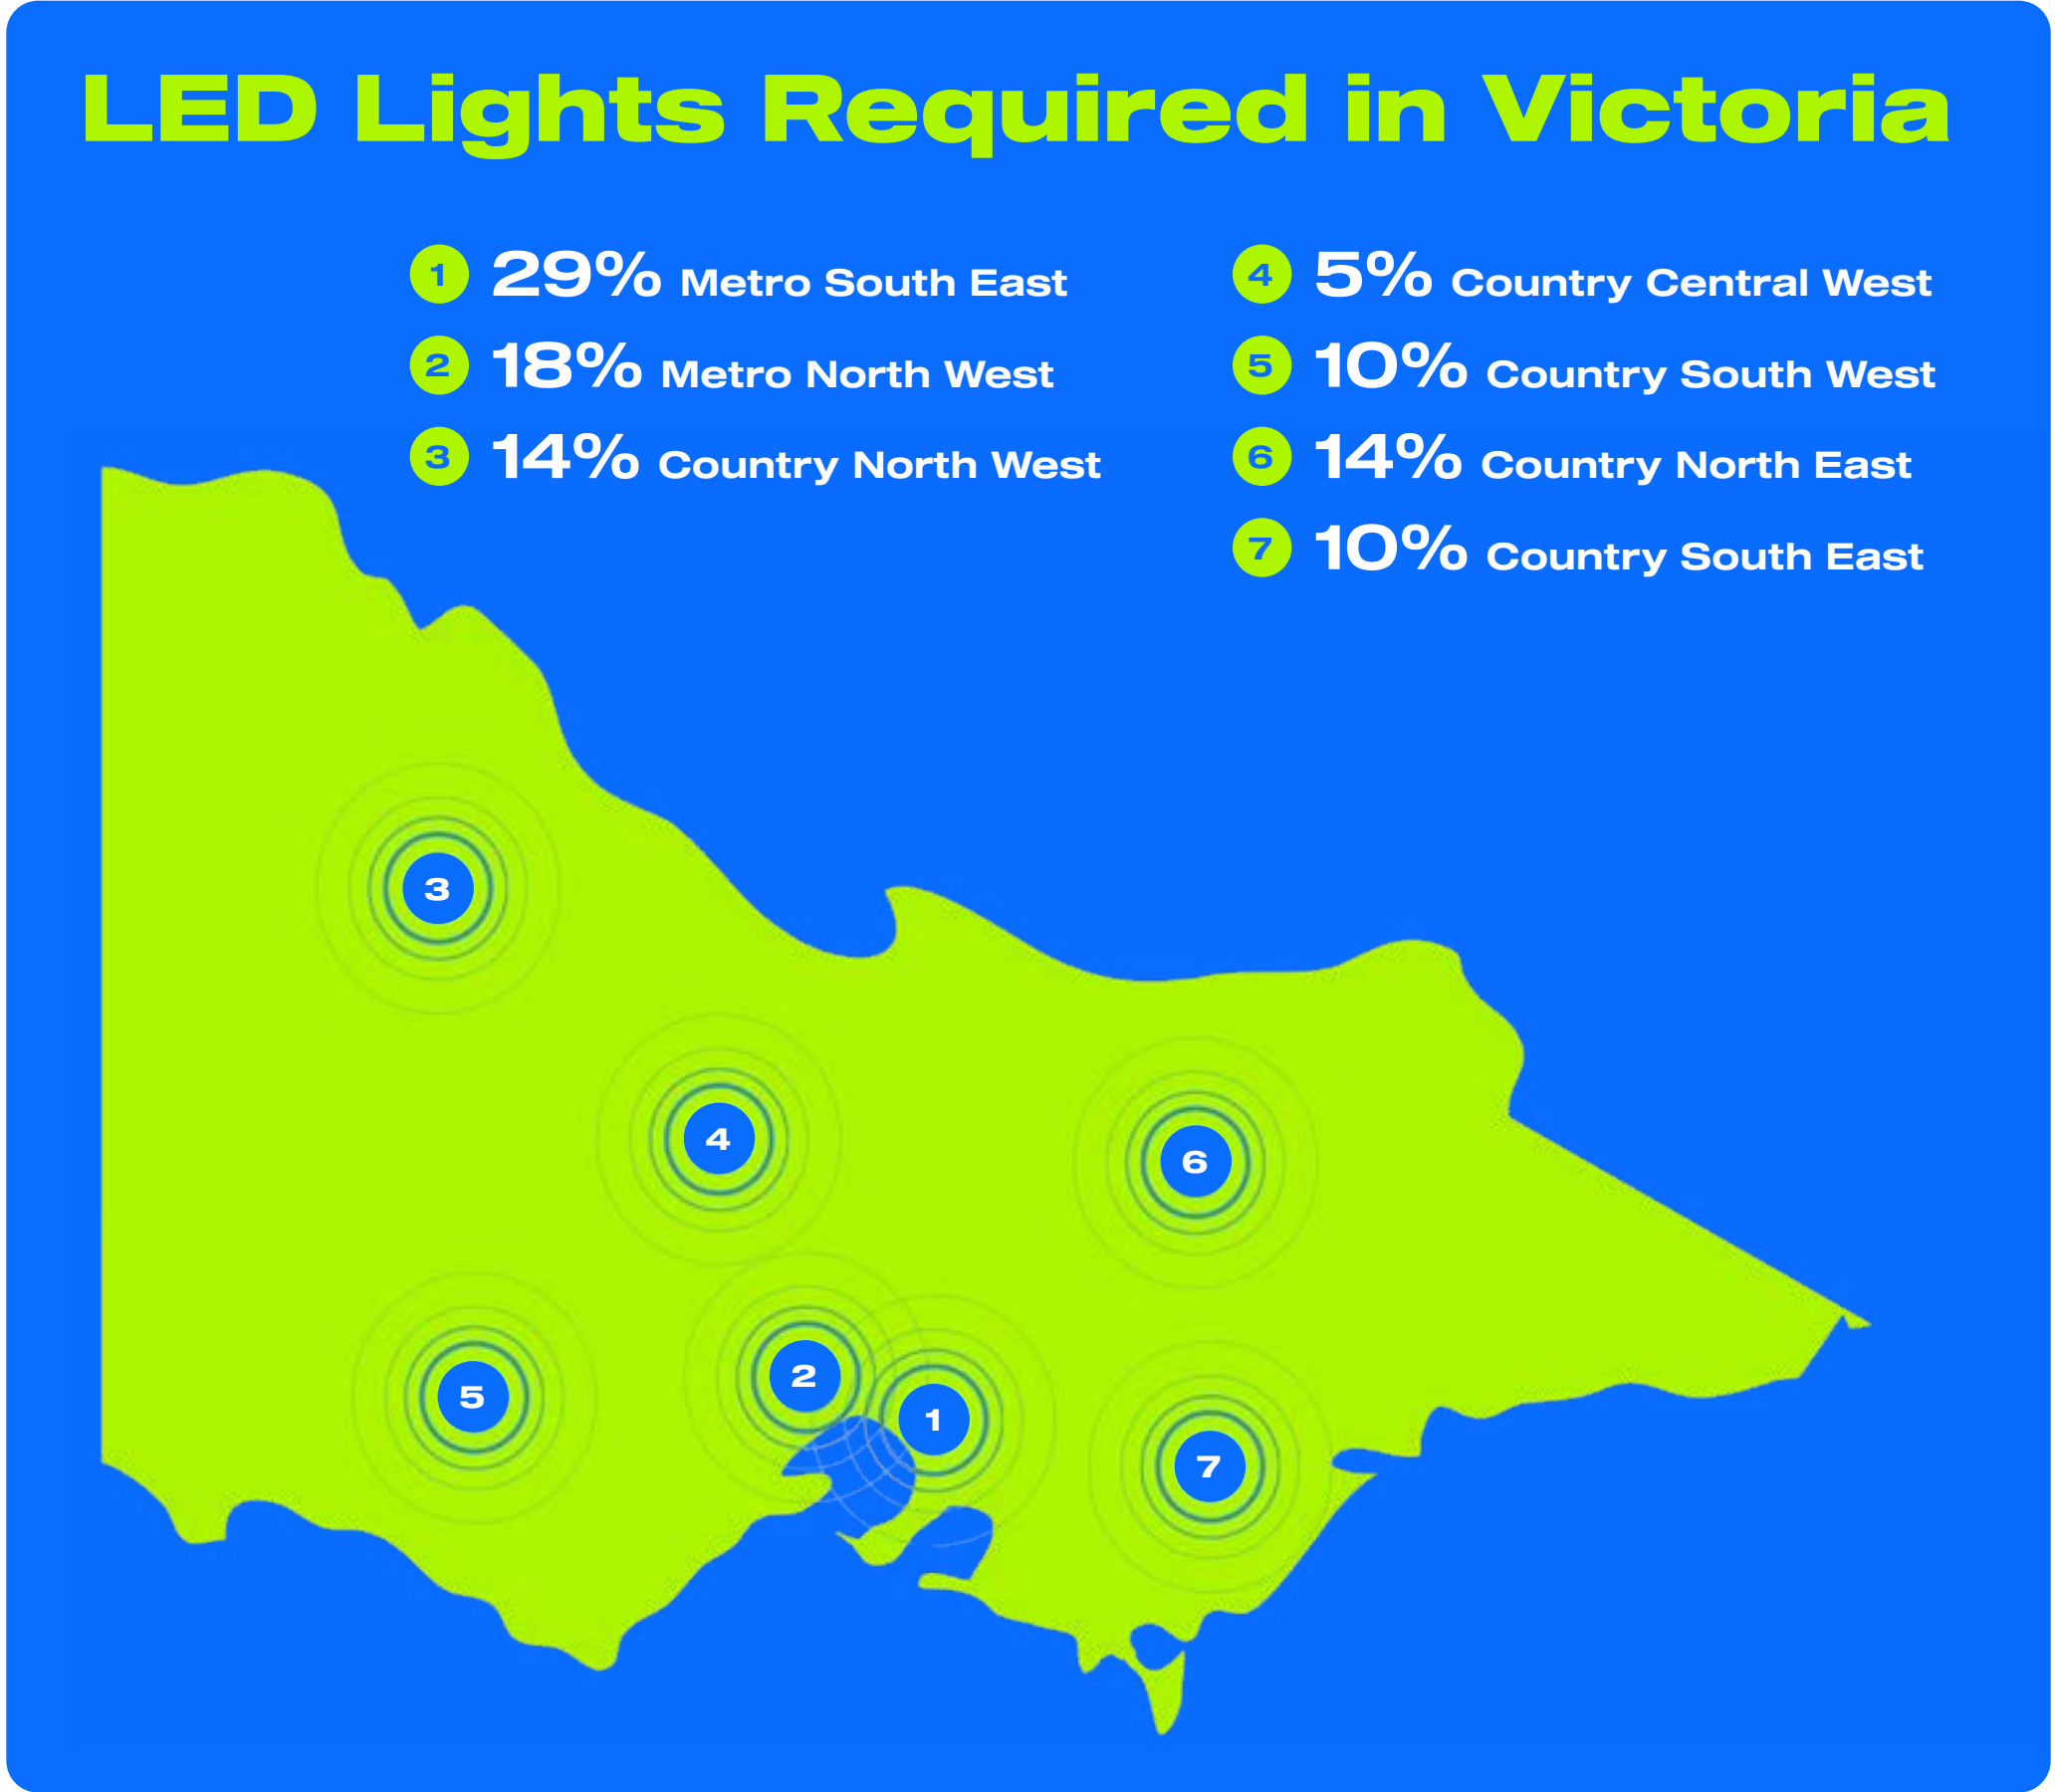 LED Lights Required in Victoria
1 29% Metro South East
2 18% Metro North West
3 14% Country North West
4 5% Country Central West
5 10% Country South West
6 14% Country North East
7 10% Country South East
3
4
6
2
5
1
7